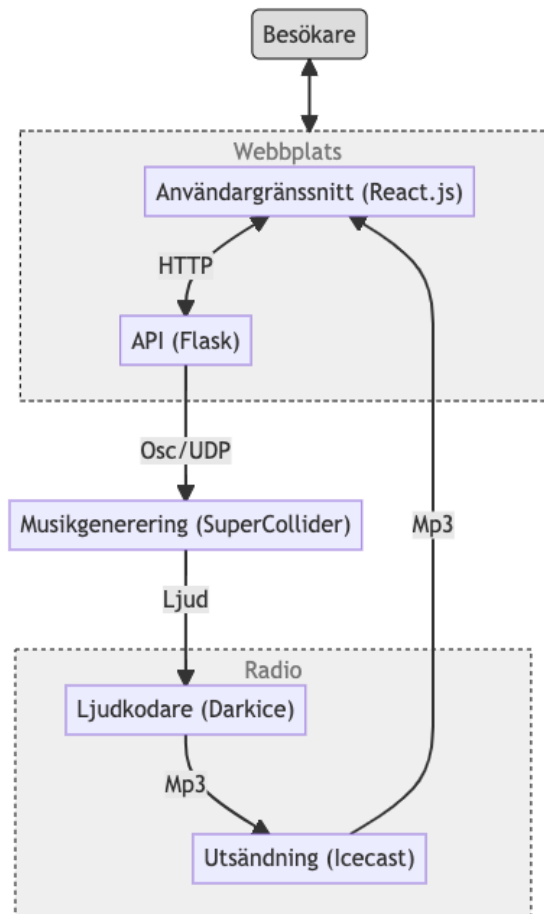 Besökare
Webbplats
Användargränssnitt (React.js)
HTTP
API (Flask)
Osc/UDP
Musikgenerering (SuperCollider)
Mp3
Ljud
Radio
Ljudkodare (Darkice)
Mp3
Utsändning (Icecast)